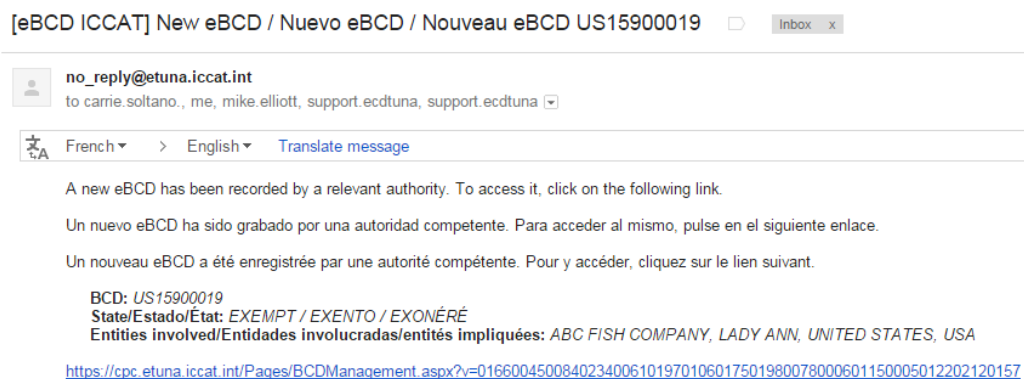 [eBCD ICCAT] New eBCD / Nuevo eBCD / Nouveau eBCD US15900019 Inbox x
no_reply@etuna.iccat.int
to carrie.soltano., me, mike.elliott, support.ecdtuna, support.ecdtuna
French > English Translate message
A new eBCD has been recorded by a relevant authority. To access it, click on the following link.
Un nuevo eBCD ha sido grabado por una autoridad competente. Para acceder al mismo, pulse en el siguiente enlace.
Un nouveau eBCD a été enregistrée par une autorité compétente. Pour y accéder, cliquez sur le lien suivant.
BCD: US15900019
State/Estado/État: EXEMPT / EXENTO / EXONÉRÉ
Entities involved/Entidades involucradas/entités impliquées: ABC FISH COMPANY, LADY ANN, UNITED STATES, USA
https://cpc.etuna.iccat.int/Pages/BCDManagement.aspx?v=016600450084023400610197010601750198007800060115000501220212015​7